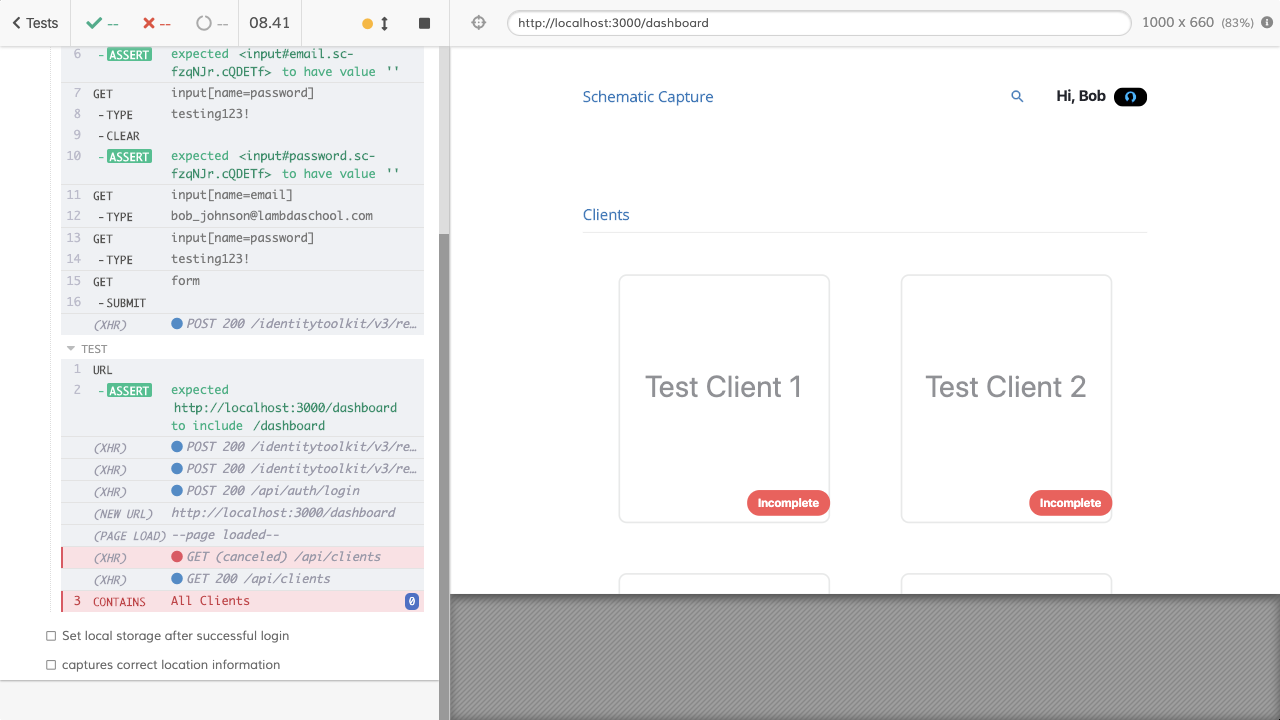 Tests
--
--
--
08.41
http://localhost:3000/dashboard
1000 x 660 (83%)
6 -ASSERT expected <input#email.sc-
fzqNJr.cQDETf> to have value ''
7 GET input[name=password]
8 -TYPE testing123!
9 -CLEAR
10 -ASSERT expected <input#password.sc-
fzqNJr.cQDETf> to have value ''
11 GET input[name=email]
12 -TYPE bob_johnson@lambdaschool.com
13 GET input[name=password]
14 -TYPE testing123!
15 GET form
16 -SUBMIT
(XHR) POST 200 /identitytoolkit/v3/re…
TEST
1 URL
2 -ASSERT expected
http://localhost:3000/dashboard
to include /dashboard
(XHR) POST 200 /identitytoolkit/v3/re…
(XHR) POST 200 /identitytoolkit/v3/re…
(XHR) POST 200 /api/auth/login
(NEW URL) http://localhost:3000/dashboard
(PAGE LOAD) --page loaded--
(XHR) GET (canceled) /api/clients
(XHR) GET 200 /api/clients
3 CONTAINS All Clients 0
Set local storage after successful login
captures correct location information
Schematic Capture
Hi, Bob
Clients
Test Client 1
Incomplete
Test Client 2
Incomplete